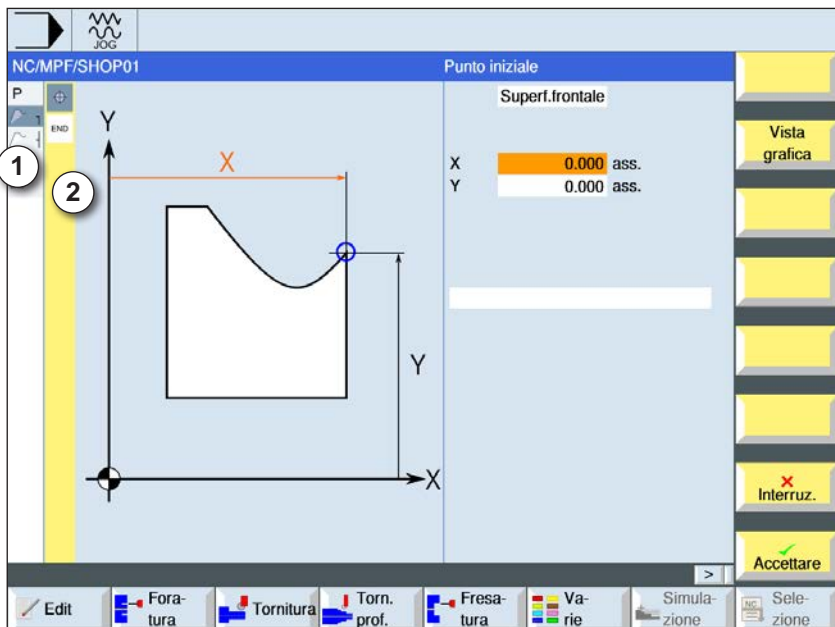 JOG
NC/MPF/SHOP01
Punto iniziale
P
Superf.frontale
END
Y
X
X 0.000 ass.
Y 0.000 ass.
1
2
Y
X
Vista
grafica
Interruz.
Accettare
>
Edit
Fora-
tura
Tornitura
Torn.
prof.
Fresa-
tura
Va-
rie
Simula-
zione
NC
Sele-
zione